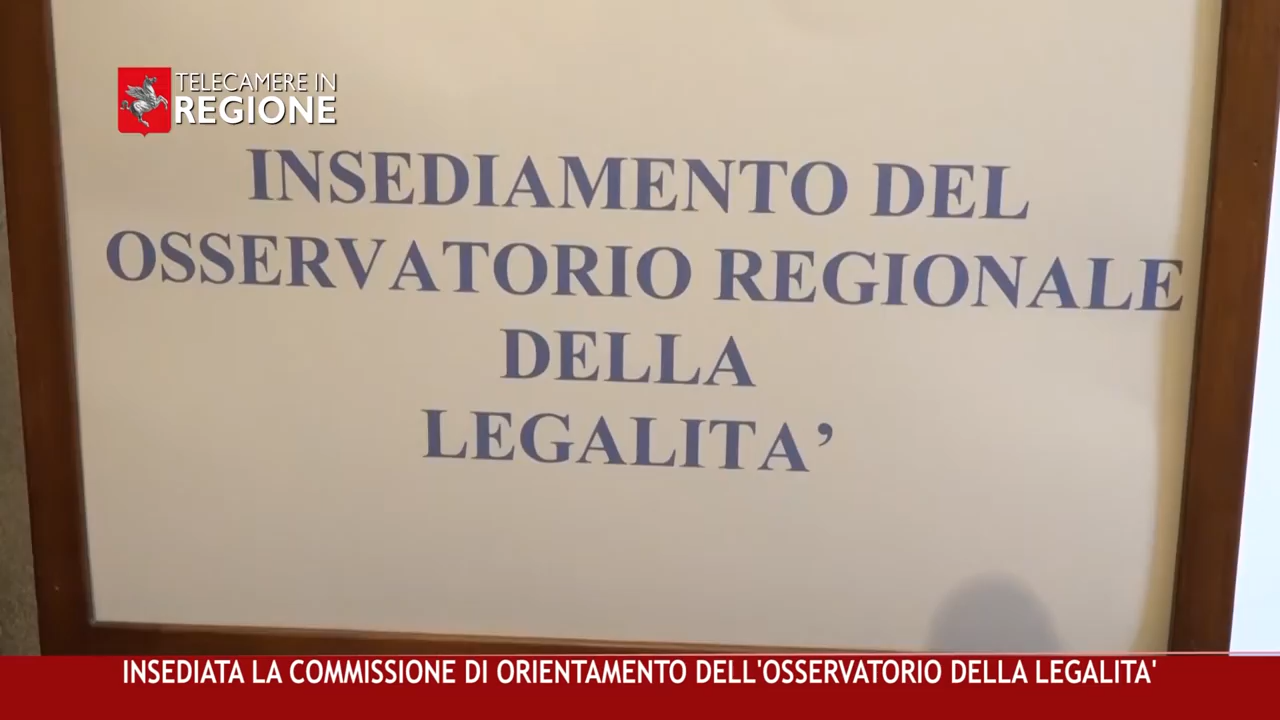 TELECAMERE IN
REGIONE
INSEDIAMENTO DEL
OSSERVATORIO REGIONALE
DELLA
LEGALITA’
INSEDIATA LA COMMISSIONE DI ORIENTAMENTO DELL'OSSERVATORIO DELLA LEGALITA'